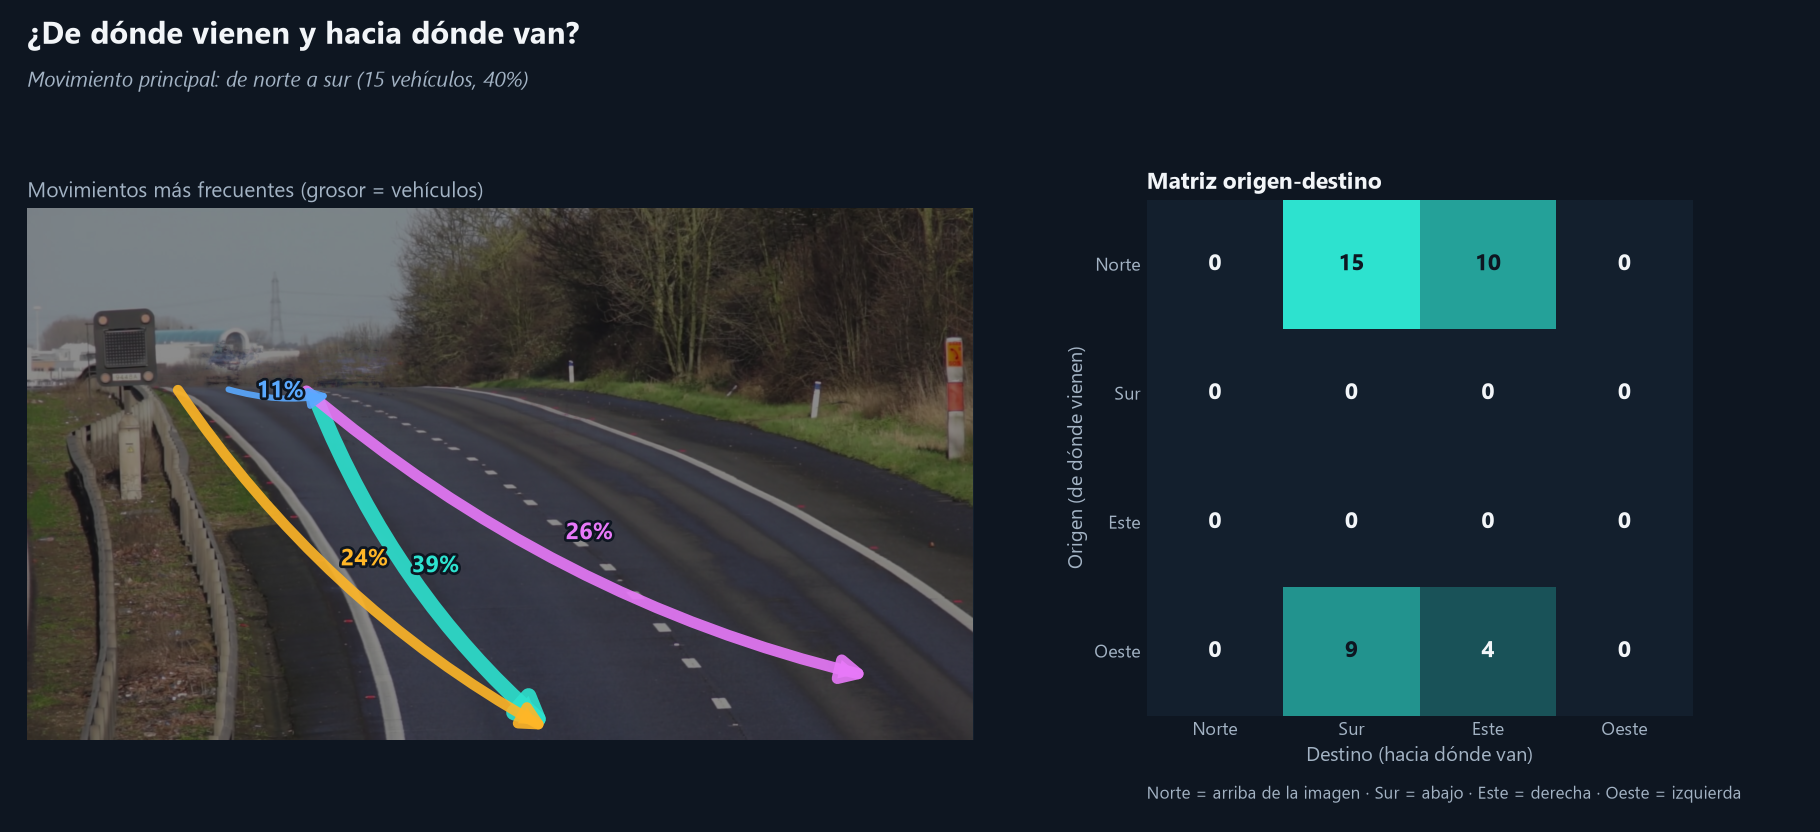 ¿De dónde vienen y hacia dónde van?
Movimiento principal: de norte a sur (15 vehículos, 40%)
Movimientos más frecuentes (grosor = vehículos)
11%
26%
24%
39%
Matriz origen-destino
Origen (de dónde vienen)
Norte 0 15 10 0
Sur 0 0 0 0
Este 0 0 0 0
Oeste 0 9 4 0
Norte Sur Este Oeste
Destino (hacia dónde van)
Norte = arriba de la imagen · Sur = abajo · Este = derecha · Oeste = izquierda